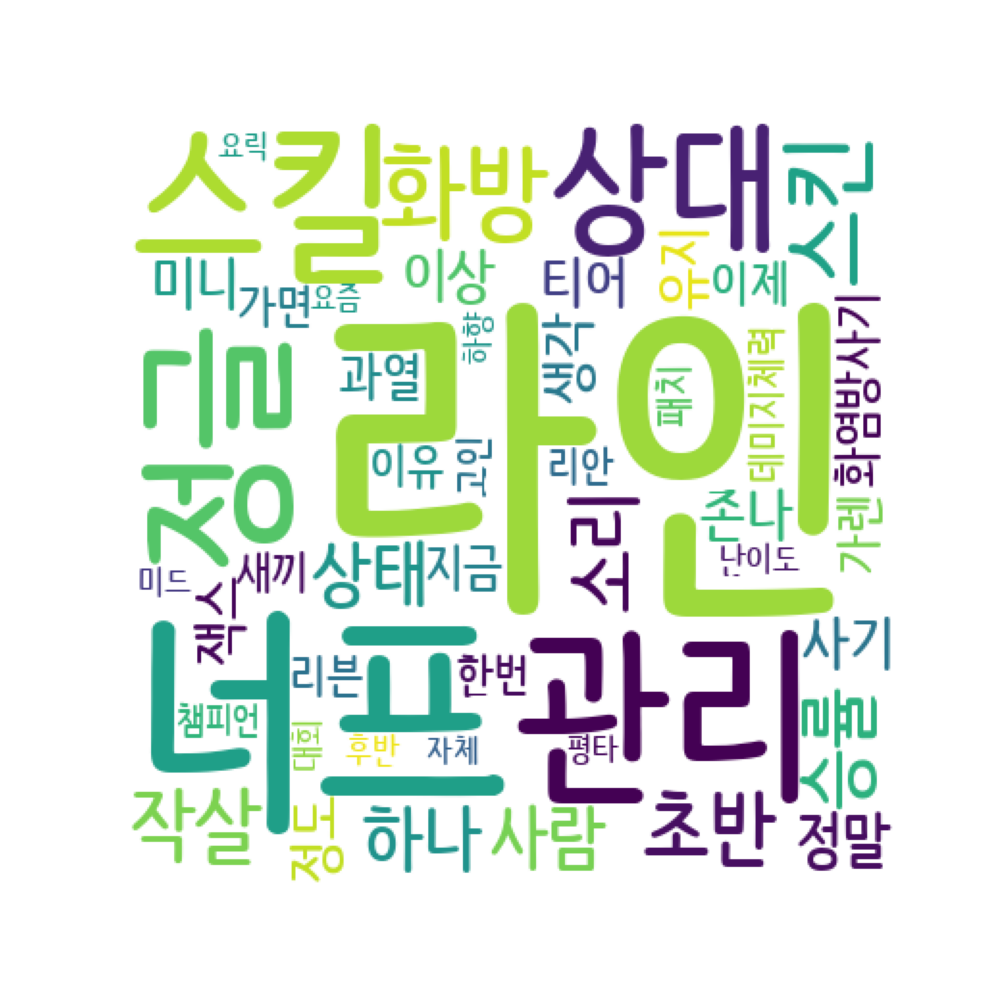 스킬
요릭
화방
상대
스킨
미니
가면
요즘
이상
티어
유지
이제
정글
라인
과열
하향
생각
패치
데미지체력
화염방사기
이유
고인
리안
소리
존나
가렌
미드
잭스
새끼
상태
지금
난이도
너프
리븐
한번
관리
사기
챔피언
대회
후반
자체
평타
승률
작살
정도
하나
사람
초반
정말